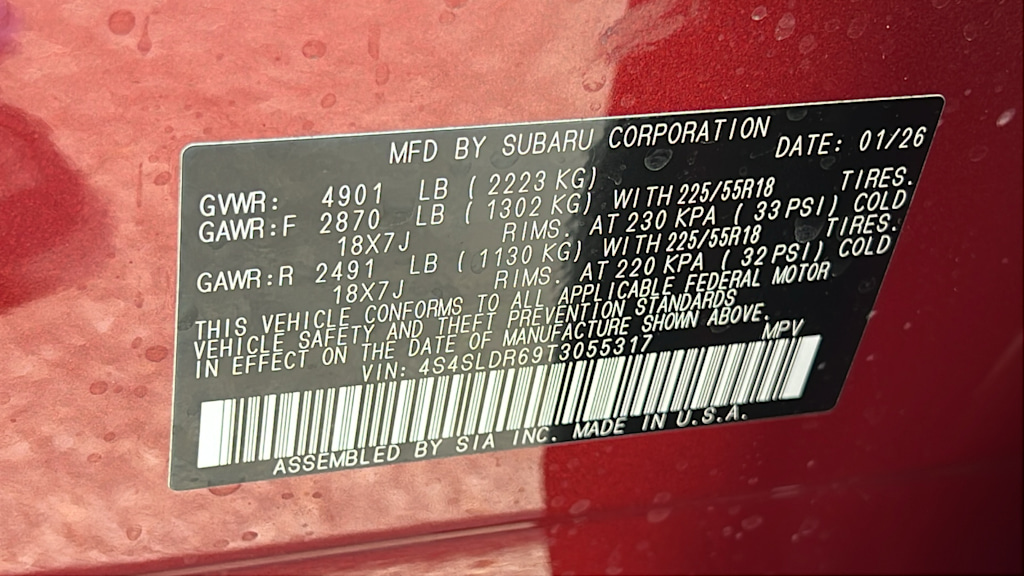 MFD BY SUBARU CORPORATION DATE: 01/26
GVWR: 4901 LB ( 2223 KG) TIRES.
GAWR:F 2870 LB ( 1302 KG) WITH 225/55R18
18X7J RIMS. AT 230 KPA ( 33 PSI) COLD
GAWR:R 2491 LB ( 1130 KG) WITH 225/55R18 TIRES.
18X7J RIMS. AT 220 KPA ( 32 PSI) COLD
THIS VEHICLE CONFORMS TO ALL APPLICABLE FEDERAL MOTOR
VEHICLE SAFETY AND THEFT PREVENTION STANDARDS
IN EFFECT ON THE DATE OF MANUFACTURE SHOWN ABOVE.
VIN: 4S4SLDR69T3055317 MPV
ASSEMBLED BY SIA INC. MADE IN U.S.A.